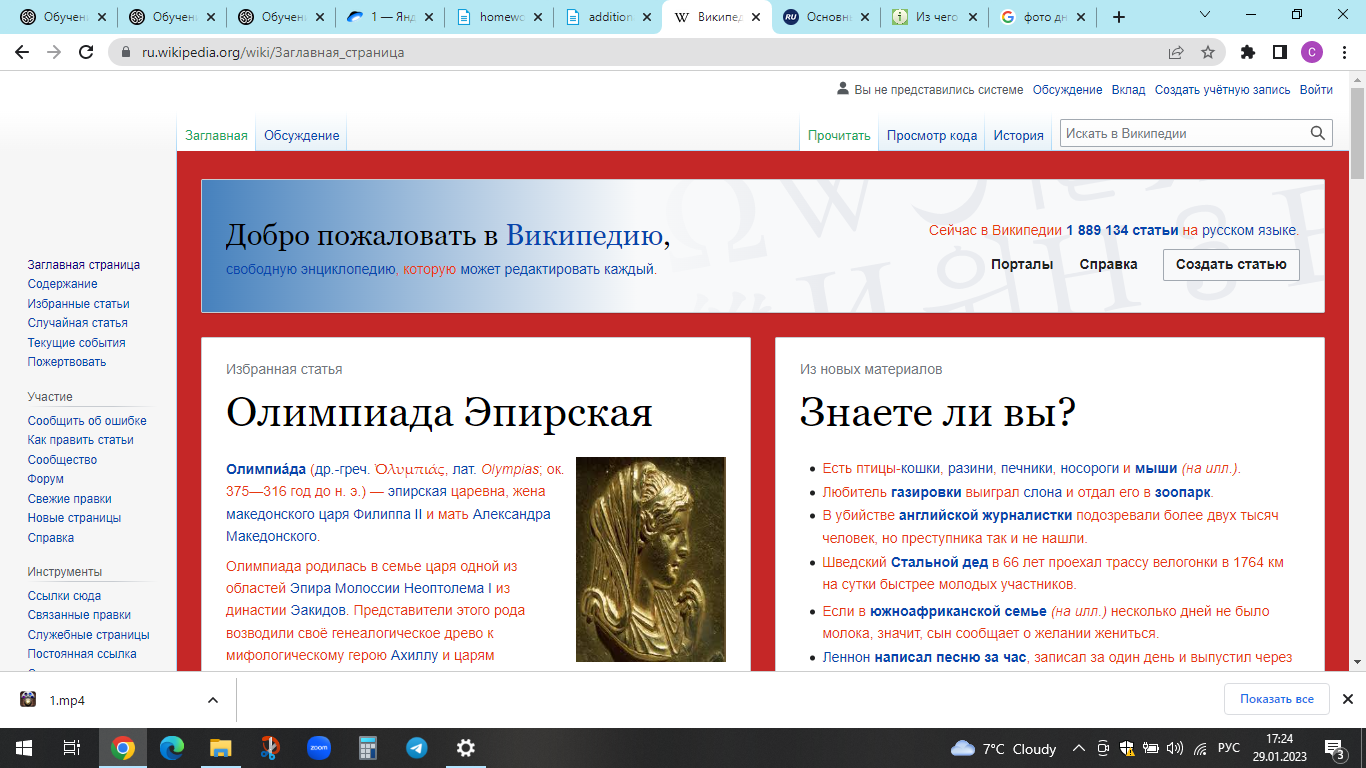 Обучен
Обучен
Обучен
1 — Янд
homewo
addition
Википед
Основн
Из чего
фото дн
ru.wikipedia.org/wiki/Заглавная_страница
С
Вы не представились системе Обсуждение Вклад Создать учётную запись Войти
Заглавная Обсуждение
Прочитать Просмотр кода История
Искать в Википедии
Заглавная страница
Содержание
Избранные статьи
Случайная статья
Текущие события
Пожертвовать
Участие
Сообщить об ошибке
Как править статьи
Сообщество
Форум
Свежие правки
Новые страницы
Справка
Инструменты
Ссылки сюда
Связанные правки
Служебные страницы
Постоянная ссылка
Добро пожаловать в Википедию,
свободную энциклопедию, которую может редактировать каждый.
Сейчас в Википедии 1 889 134 статьи на русском языке.
Порталы Справка Создать статью
Избранная статья
Олимпиада Эпирская
Олимпиа́да (др.-греч. Ὀλυμπιάς, лат. Olympias; ок.
375—316 год до н. э.) — эпирская царевна, жена
македонского царя Филиппа II и мать Александра
Македонского.
Олимпиада родилась в семье царя одной из
областей Эпира Молоссии Неоптолема I из
династии Эакидов. Представители этого рода
возводили своё генеалогическое древо к
мифологическому герою Ахиллу и царям
Из новых материалов
Знаете ли вы?
Есть птицы-кошки, разини, печники, носороги и мыши (на илл.).
Любитель газировки выиграл слона и отдал его в зоопарк.
В убийстве английской журналистки подозревали более двух тысяч
человек, но преступника так и не нашли.
Шведский Стальной дед в 66 лет проехал трассу велогонки в 1764 км
на сутки быстрее молодых участников.
Если в южноафриканской семье (на илл.) несколько дней не было
молока, значит, сын сообщает о желании жениться.
Леннон написал песню за час, записал за один день и выпустил через
1.mp4
Показать все
zoom
7°C Cloudy
РУС
17:24
29.01.2023
3